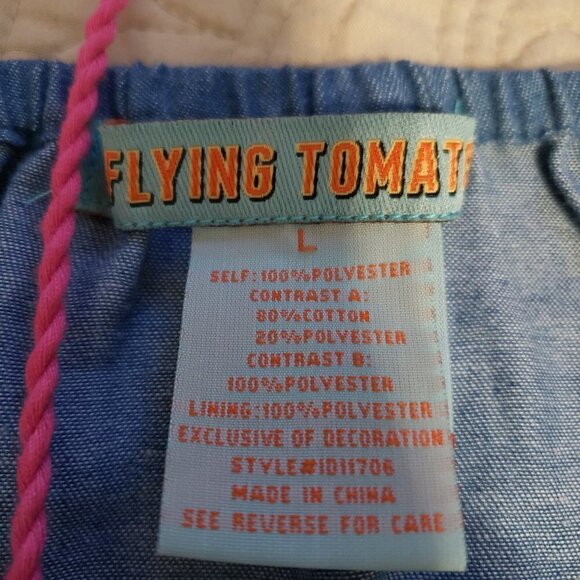 FLYING TOMATO
L
SELF:100%POLYESTER
CONTRAST A:
80%COTTON
20%POLYESTER
CONTRAST B:
100%POLYESTER
LINING:100%POLYESTER
EXCLUSIVE OF DECORATION
STYLE#ID11706
MADE IN CHINA
SEE REVERSE FOR CARE